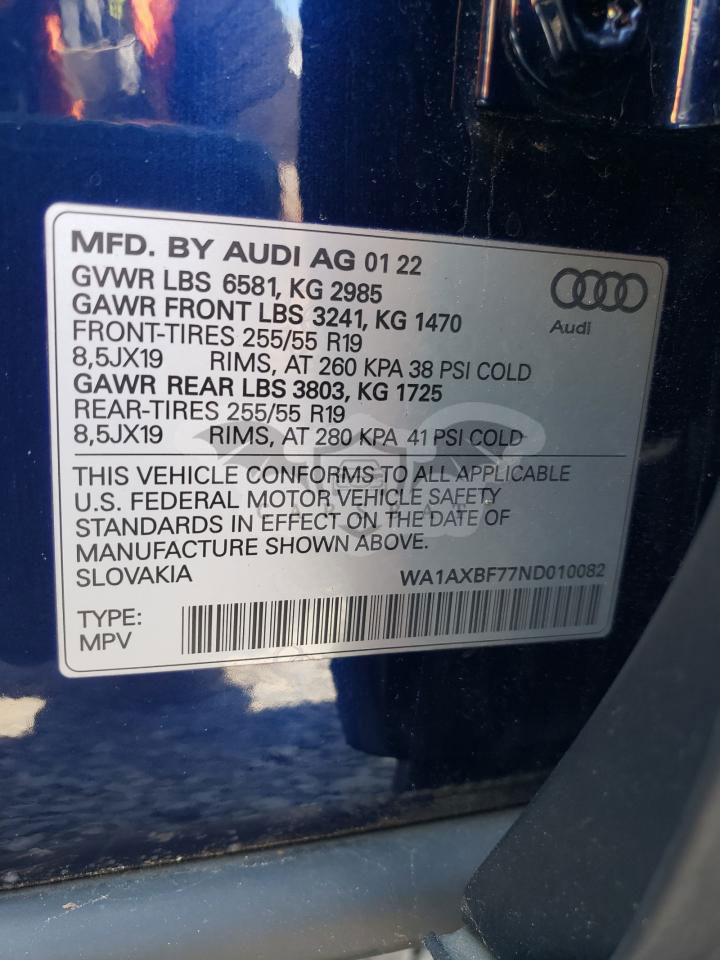 MFD. BY AUDI AG 01 22
GVWR LBS 6581, KG 2985
GAWR FRONT LBS 3241, KG 1470
FRONT-TIRES 255/55 R19
8,5JX19 RIMS, AT 260 KPA 38 PSI COLD
GAWR REAR LBS 3803, KG 1725
REAR-TIRES 255/55 R19
8,5JX19 RIMS, AT 280 KPA 41 PSI COLD
Audi
THIS VEHICLE CONFORMS TO ALL APPLICABLE
U.S. FEDERAL MOTOR VEHICLE SAFETY
STANDARDS IN EFFECT ON THE DATE OF
MANUFACTURE SHOWN ABOVE.
SLOVAKIA WA1AXBF77ND010082
TYPE:
MPV